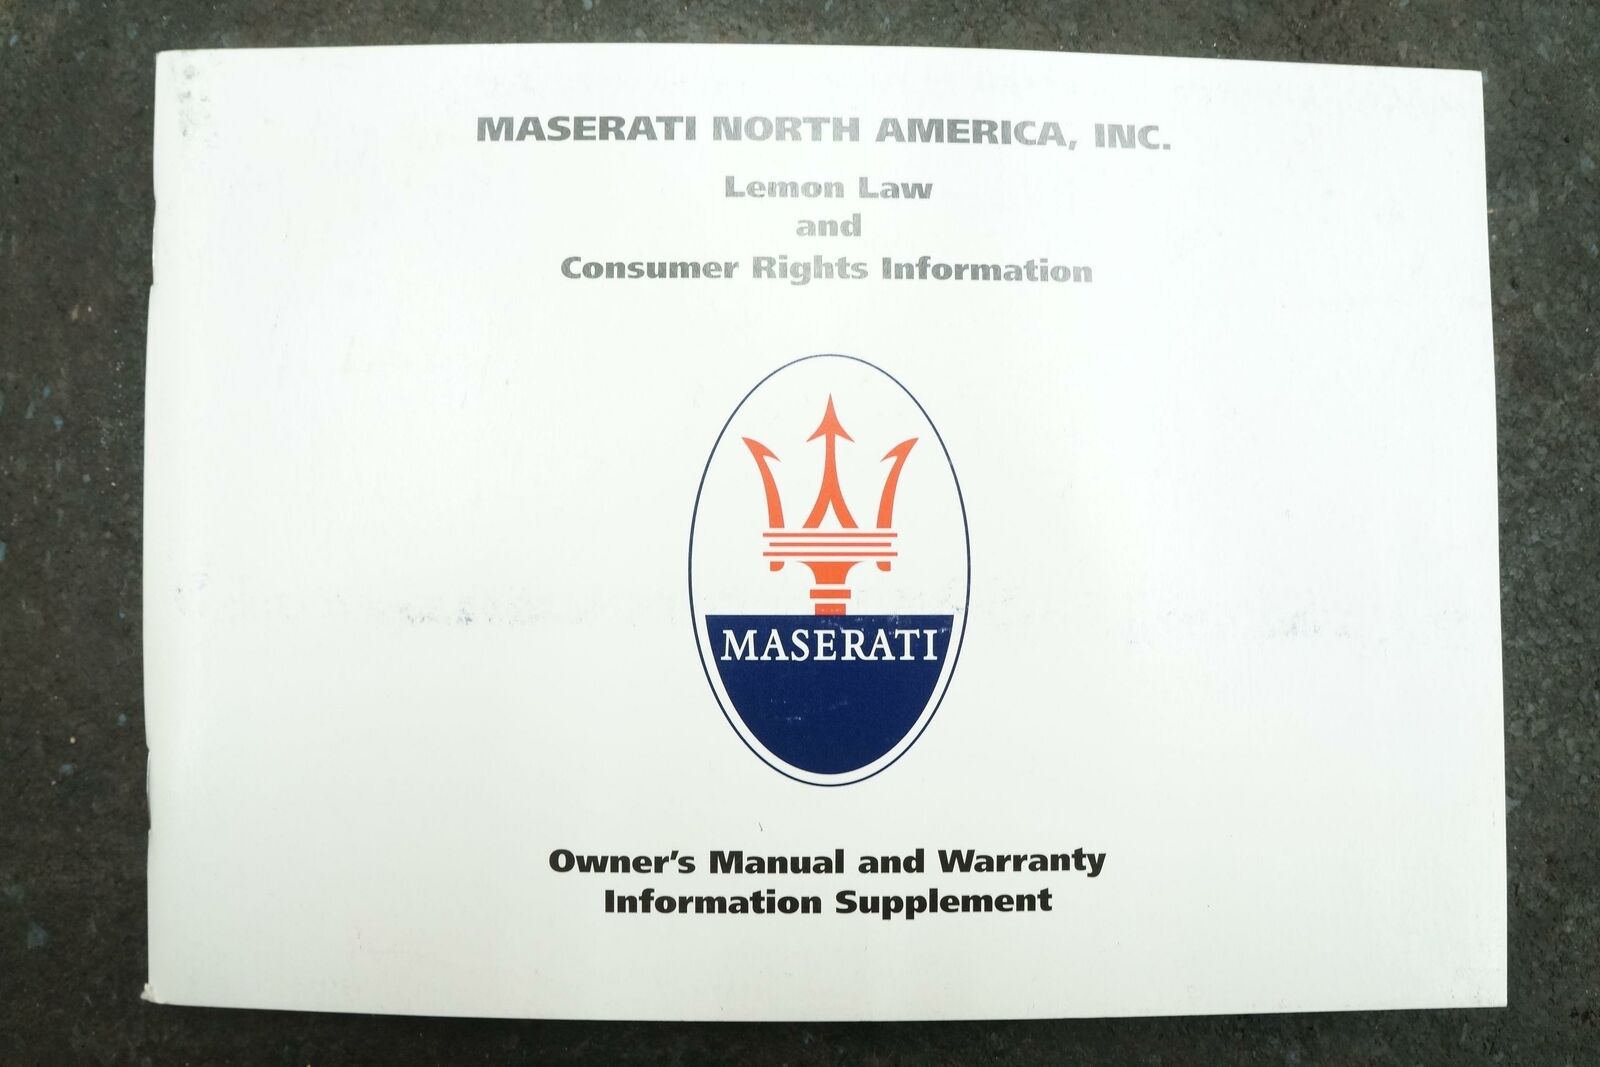 MASERATI NORTH AMERICA, INC.
Lemon Law
and
Consumer Rights Information
MASERATI
Owner's Manual and Warranty
Information Supplement